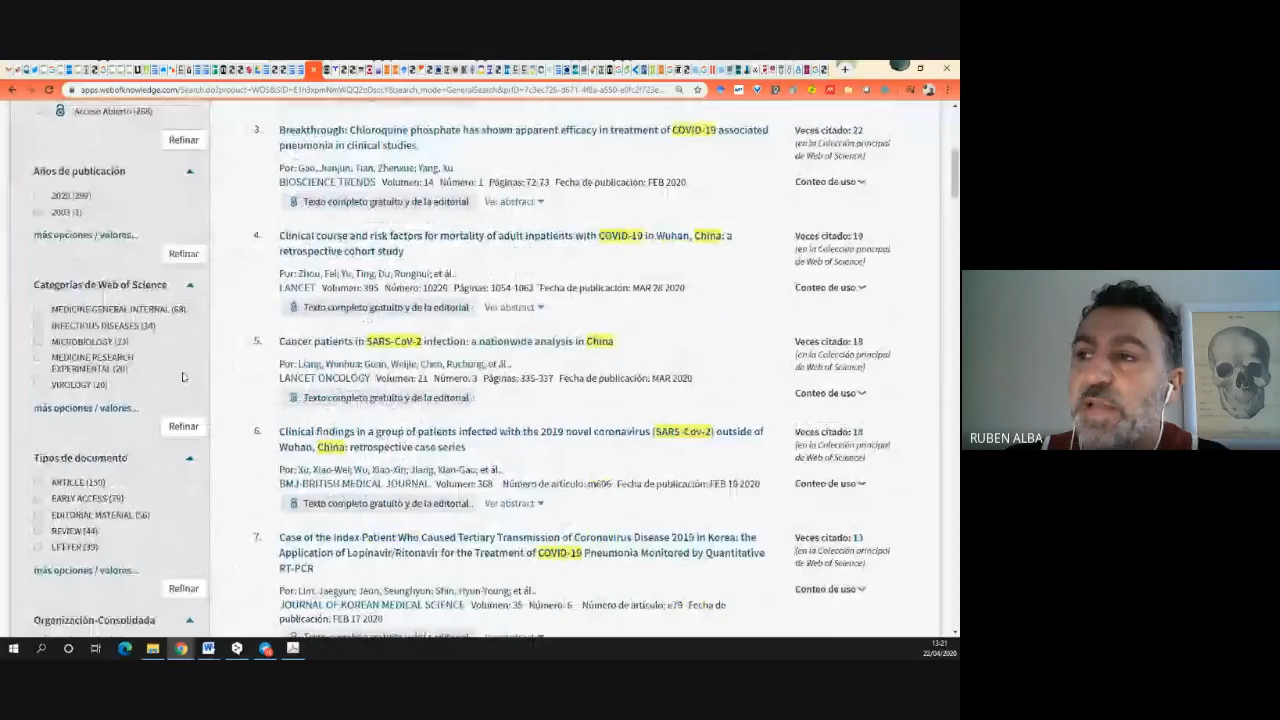 apps.webofknowledge.com/Search.do?product=WOS&SID=
Acceso Abierto (268)
Refinar
Años de publicación
2020 (299)
2003 (1)
más opciones / valores...
Refinar
Categorías de Web of Science
MEDICINE GENERAL INTERNAL (68)
INFECTIOUS DISEASES (34)
MICROBIOLOGY (23)
MEDICINE RESEARCH
EXPERIMENTAL (20)
VIROLOGY (20)
más opciones / valores...
Refinar
Tipos de documento
ARTICLE (159)
EARLY ACCESS (79)
EDITORIAL MATERIAL (56)
REVIEW (44)
LETTER (39)
más opciones / valores...
Refinar
Organización-Consolidada
3. Breakthrough: Chloroquine phosphate has shown apparent efficacy in treatment of COVID-19 associated
pneumonia in clinical studies
Por: Gao, Jianjun; Tian, Zhenxue; Yang, Xu
BIOSCIENCE TRENDS Volumen: 14 Número: 1 Páginas: 72-73 Fecha de publicación: FEB 2020
Texto completo gratuito y de la editorial Ver abstract
Veces citado: 22
(en la Colección principal
de Web of Science)
Conteo de uso
4. Clinical course and risk factors for mortality of adult inpatients with COVID-19 in Wuhan, China: a
retrospective cohort study
Por: Zhou, Fei; Yu, Ting; Du, Ronghui; et ál..
LANCET Volumen: 395 Número: 10229 Páginas: 1054-1062 Fecha de publicación: MAR 28 2020
Texto completo gratuito y de la editorial Ver abstract
Veces citado: 19
(en la Colección principal
de Web of Science)
Conteo de uso
5. Cancer patients in SARS-CoV-2 infection: a nationwide analysis in China
Por: Liang, Wenhua; Guan, Weijie; Chen, Ruchong; et ál..
LANCET ONCOLOGY Volumen: 21 Número: 3 Páginas: 335-337 Fecha de publicación: MAR 2020
Texto completo gratuito y de la editorial
Veces citado: 18
(en la Colección principal
de Web of Science)
Conteo de uso
6. Clinical findings in a group of patients infected with the 2019 novel coronavirus (SARS-Cov-2) outside of
Wuhan, China: retrospective case series
Por: Xu, Xiao-Wei; Wu, Xiao-Xin; Jiang, Xian-Gao; et ál..
BMJ-BRITISH MEDICAL JOURNAL Volumen: 368 Número de artículo: m606 Fecha de publicación: FEB 19 2020
Texto completo gratuito y de la editorial Ver abstract
Veces citado: 18
(en la Colección principal
de Web of Science)
Conteo de uso
7. Case of the Index Patient Who Caused Tertiary Transmission of Coronavirus Disease 2019 in Korea: the
Application of Lopinavir/Ritonavir for the Treatment of COVID-19 Pneumonia Monitored by Quantitative
RT-PCR
Por: Lim, Jaegyun; Jeon, Seunghyun; Shin, Hyun-Young; et ál..
JOURNAL OF KOREAN MEDICAL SCIENCE Volumen: 35 Número: 6 Número de artículo: e79 Fecha de
publicación: FEB 17 2020
Veces citado: 13
(en la Colección principal
de Web of Science)
Conteo de uso
13:21
22/04/2020
RUBEN ALBA